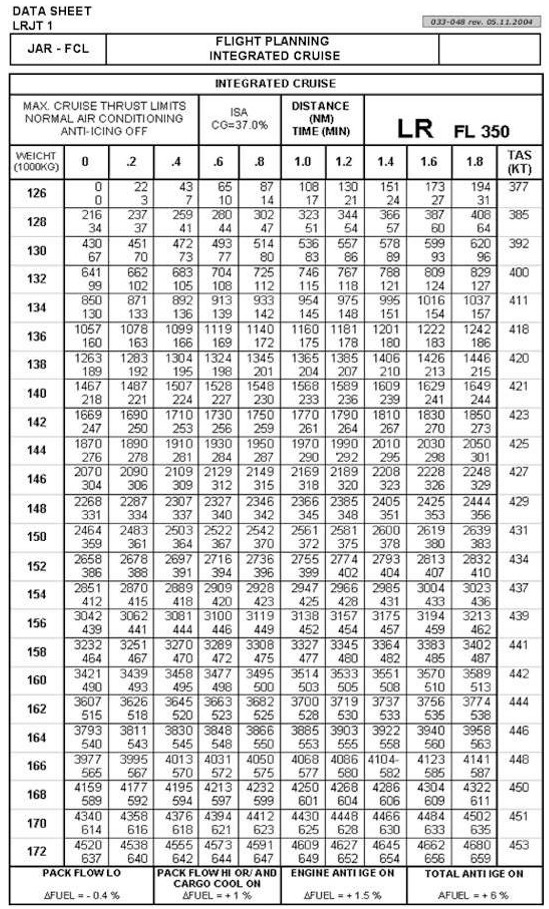 DATA SHEET
LRJT 1
033-048 rev. 05.11.2004
JAR - FCL
FLIGHT PLANNING
INTEGRATED CRUISE
INTEGRATED CRUISE
MAX. CRUISE THRUST LIMITS
NORMAL AIR CONDITIONING
ANTI-ICING OFF
ISA
CG=37.0%
DISTANCE
(NM)
TIME (MIN)
LR FL 350
WEICHT
(1000KG)
0 .2 .4 .6 .8 1.0 1.2 1.4 1.6 1.8 TAS
(KT)
126 0 22 43 65 87 108 130 151 173 194 377
0 3 7 10 14 17 21 24 27 31
128 216 237 259 280 302 323 344 366 387 408 385
34 37 41 44 47 51 54 57 60 64
130 430 451 472 493 514 536 557 578 599 620 392
67 70 73 77 80 83 86 89 93 96
132 641 662 683 704 725 746 767 788 809 829 400
99 102 105 108 112 115 118 121 124 127
134 850 871 892 913 933 954 975 995 1016 1037 411
130 133 136 139 142 145 148 151 154 157
136 1057 1078 1099 1119 1140 1160 1181 1201 1222 1242 418
160 163 166 169 172 175 178 180 183 186
138 1263 1283 1304 1324 1345 1365 1385 1406 1426 1446 420
189 192 195 198 201 204 207 210 213 215
140 1467 1487 1507 1528 1548 1568 1589 1609 1629 1649 421
218 221 224 227 230 233 236 239 241 244
142 1669 1690 1710 1730 1750 1770 1790 1810 1830 1850 423
247 250 253 256 259 261 264 267 270 273
144 1870 1890 1910 1930 1950 1970 1990 2010 2030 2050 425
276 278 281 284 287 290 292 295 298 301
146 2070 2090 2109 2129 2149 2169 2189 2208 2228 2248 427
304 306 309 312 315 318 320 323 326 329
148 2268 2287 2307 2327 2346 2366 2385 2405 2425 2444 429
331 334 337 340 342 345 348 351 353 356
150 2464 2483 2503 2522 2542 2561 2581 2600 2619 2639 431
359 361 364 367 370 372 375 378 380 383
152 2658 2678 2697 2716 2736 2755 2774 2793 2813 2832 434
386 388 391 394 396 399 402 404 407 410
154 2851 2870 2889 2909 2928 2947 2966 2985 3004 3023 437
412 415 418 420 423 425 428 431 433 436
156 3042 3062 3081 3100 3119 3138 3157 3175 3194 3213 439
439 441 444 446 449 452 454 457 459 462
158 3232 3251 3270 3289 3308 3327 3345 3364 3383 3402 441
464 467 470 472 475 477 480 482 485 487
160 3421 3439 3458 3477 3495 3514 3533 3551 3570 3589 442
490 493 495 498 500 503 505 508 510 513
162 3607 3626 3645 3663 3682 3700 3719 3737 3756 3774 444
515 518 520 523 525 528 530 533 535 538
164 3793 3811 3830 3848 3866 3885 3903 3922 3940 3958 446
540 543 545 548 550 553 555 558 560 563
166 3977 3995 4013 4031 4050 4068 4086 4104- 4123 4141 448
565 567 570 572 575 577 580 582 585 587
168 4159 4177 4195 4213 4232 4250 4268 4286 4304 4322 450
589 592 594 597 599 601 604 606 609 611
170 4340 4358 4376 4394 4412 4430 4448 4466 4484 4502 451
614 616 618 621 623 625 628 630 633 635
172 4520 4538 4555 4573 4591 4609 4627 4645 4662 4680 453
637 640 642 644 647 649 652 654 656 659
PACK FLOW LO
ΔFUEL = - 0.4 %
PACK FLOW HI OR/ AND
CARGO COOL ON
ΔFUEL = + 1 %
ENGINE ANTI IGE ON
ΔFUEL = + 1.5 %
TOTAL ANTI IGE ON
AFUEL = + 6 %